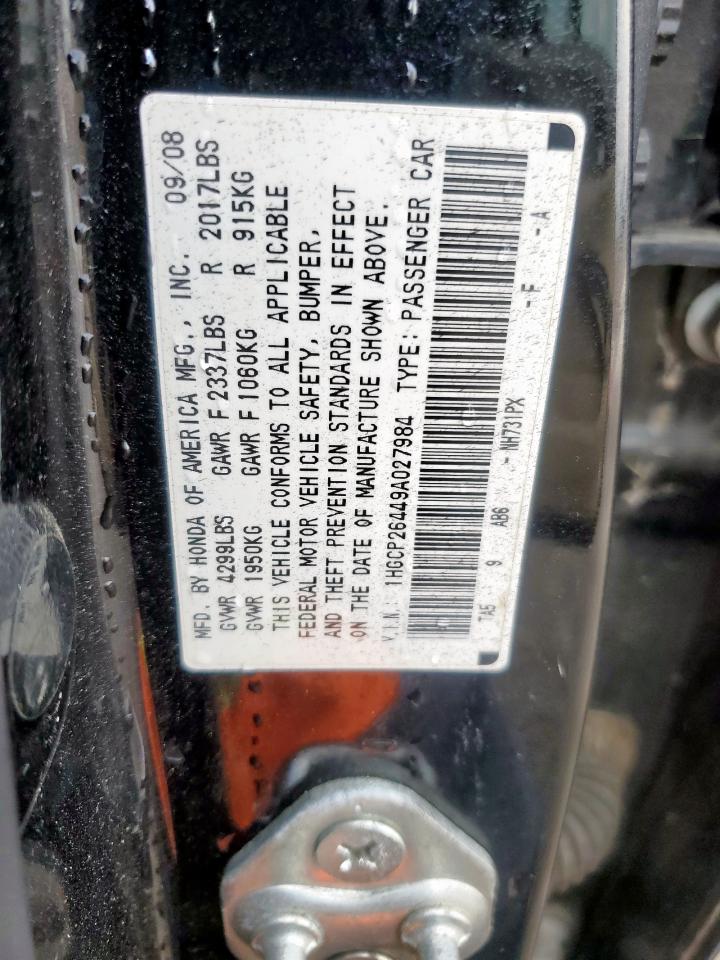 MFD. BY HONDA OF AMERICA MFG., INC. 09/08
GVWR 4299LBS GAWR F 2337LBS R 2017LBS
GVWR 1950KG GAWR F 1060KG R 915KG
THIS VEHICLE CONFORMS TO ALL APPLICABLE
FEDERAL MOTOR VEHICLE SAFETY, BUMPER,
AND THEFT PREVENTION STANDARDS IN EFFECT
ON THE DATE OF MANUFACTURE SHOWN ABOVE.
V.I.N.: 1HGCP26449A027984 TYPE: PASSENGER CAR
TA5 9 AB6 - NH731PX - F - A